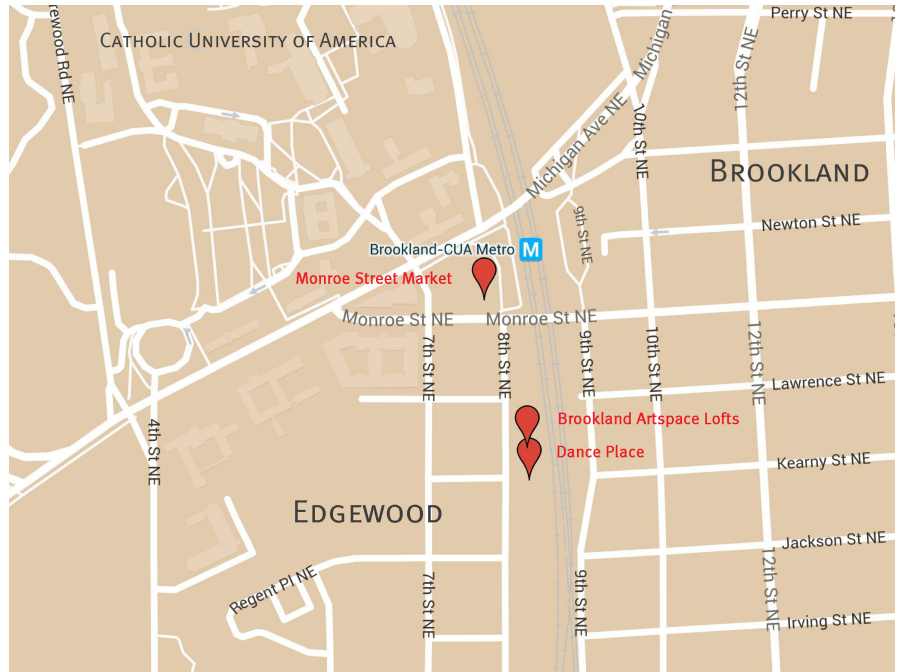 Perry St NE
CATHOLIC UNIVERSITY OF AMERICA
Michigan
rewood Rd NE
12th St NE
10th St NE
Michigan Ave NE
BROOKLAND
Newton St NE
9th St NE
Brookland-CUA Metro M
Monroe Street Market
Monroe St NE
Monroe St NE
7th St NE
8th St NE
9th St NE
10th St NE
12th St NE
Lawrence St NE
Brookland Artspace Lofts
Dance Place
4th St NE
Kearny St NE
EDGEWOOD
Jackson St NE
Regent Pl NE
7th St NE
9th St NE
12th St NE
Irving St NE